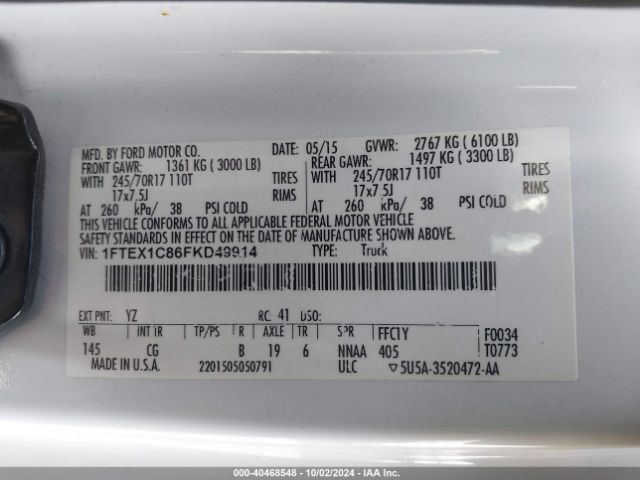 MFD. BY FORD MOTOR CO. DATE: 05/15 GVWR: 2767 KG ( 6100 LB)
FRONT GAWR: 1361 KG ( 3000 LB) REAR GAWR: 1497 KG ( 3300 LB)
WITH 245/70R17 110T TIRES WITH 245/70R17 110T TIRES
17x7.5J RIMS 17x7.5J RIMS
AT 260 kPa/ 38 PSI COLD AT 260 kPa/ 38 PSI COLD
THIS VEHICLE CONFORMS TO ALL APPLICABLE FEDERAL MOTOR VEHICLE
SAFETY STANDARDS IN EFFECT ON THE DATE OF MANUFACTURE SHOWN ABOVE.
VIN: 1FTEX1C86FKD49914 TYPE: Truck
EXT PNT: YZ RC: 41 DSO:
WB INT TR TP/PS R AXLE TR SPR FFC1Y F0034
145 CG B 19 6 NNAA 405 T0773
MADE IN U.S.A. 2201505050791 ULC ▽5U5A-3520472-AA
000-40468548 - 10/02/2024 - IAA Inc.